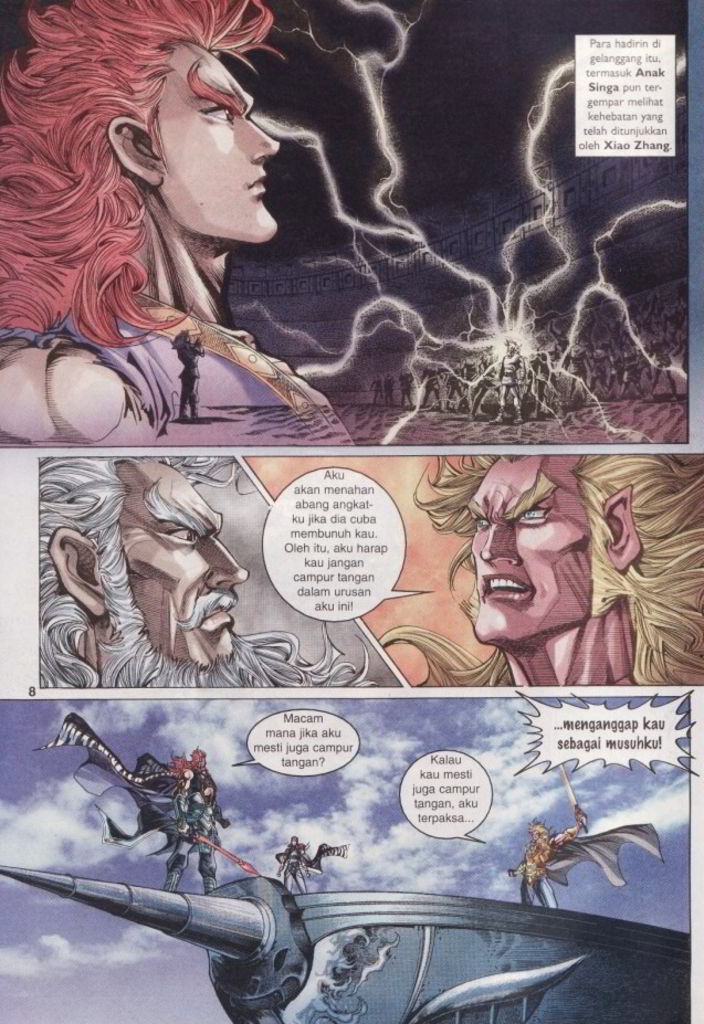 Para hadirin di
gelanggang itu,
termasuk Anak
Singa pun ter-
gempar melihat
kehebatan yang
telah ditunjukkan
oleh Xiao Zhang.
Aku
akan menahan
abang angkat-
ku jika dia cuba
membunuh kau.
Oleh itu, aku harap
kau jangan
campur tangan
dalam urusan
aku ini!
8
Macam
mana jika aku
mesti juga campur
tangan?
Kalau
kau mesti
juga campur
tangan, aku
terpaksa...
...menganggap kau
sebagai musuhku!